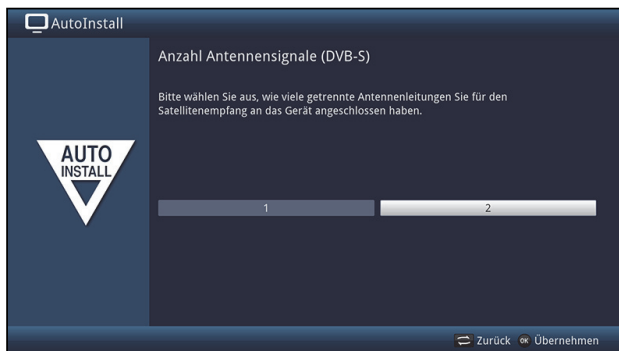 AutoInstall
Anzahl Antennensignale (DVB-S)
Bitte wählen Sie aus, wie viele getrennte Antennenleitungen Sie für den
Satellitenempfang an das Gerät angeschlossen haben.
AUTO
INSTALL
1 2
Zurück OK Übernehmen